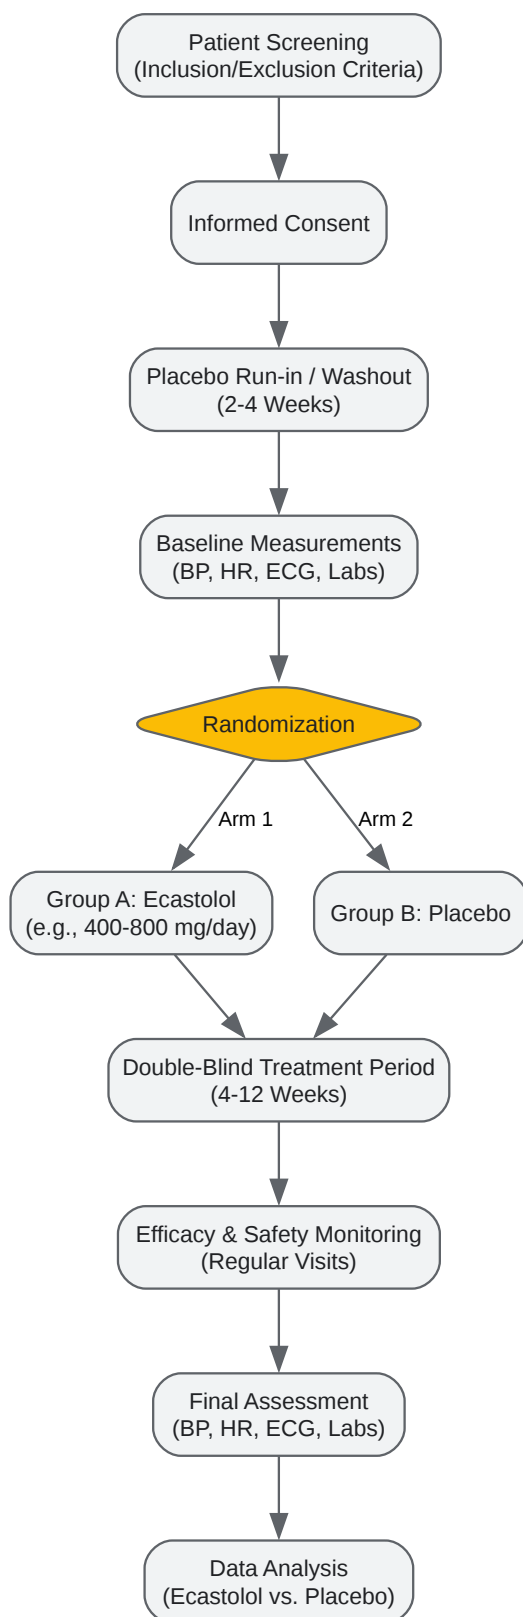 Patient Screening
(Inclusion/Exclusion Criteria)
Informed Consent
Placebo Run-in / Washout
(2-4 Weeks)
Baseline Measurements
(BP, HR, ECG, Labs)
Randomization
Arm 1
Arm 2
Group A: Ecastolol
(e.g., 400-800 mg/day)
Group B: Placebo
Double-Blind Treatment Period
(4-12 Weeks)
Efficacy & Safety Monitoring
(Regular Visits)
Final Assessment
(BP, HR, ECG, Labs)
Data Analysis
(Ecastolol vs. Placebo)